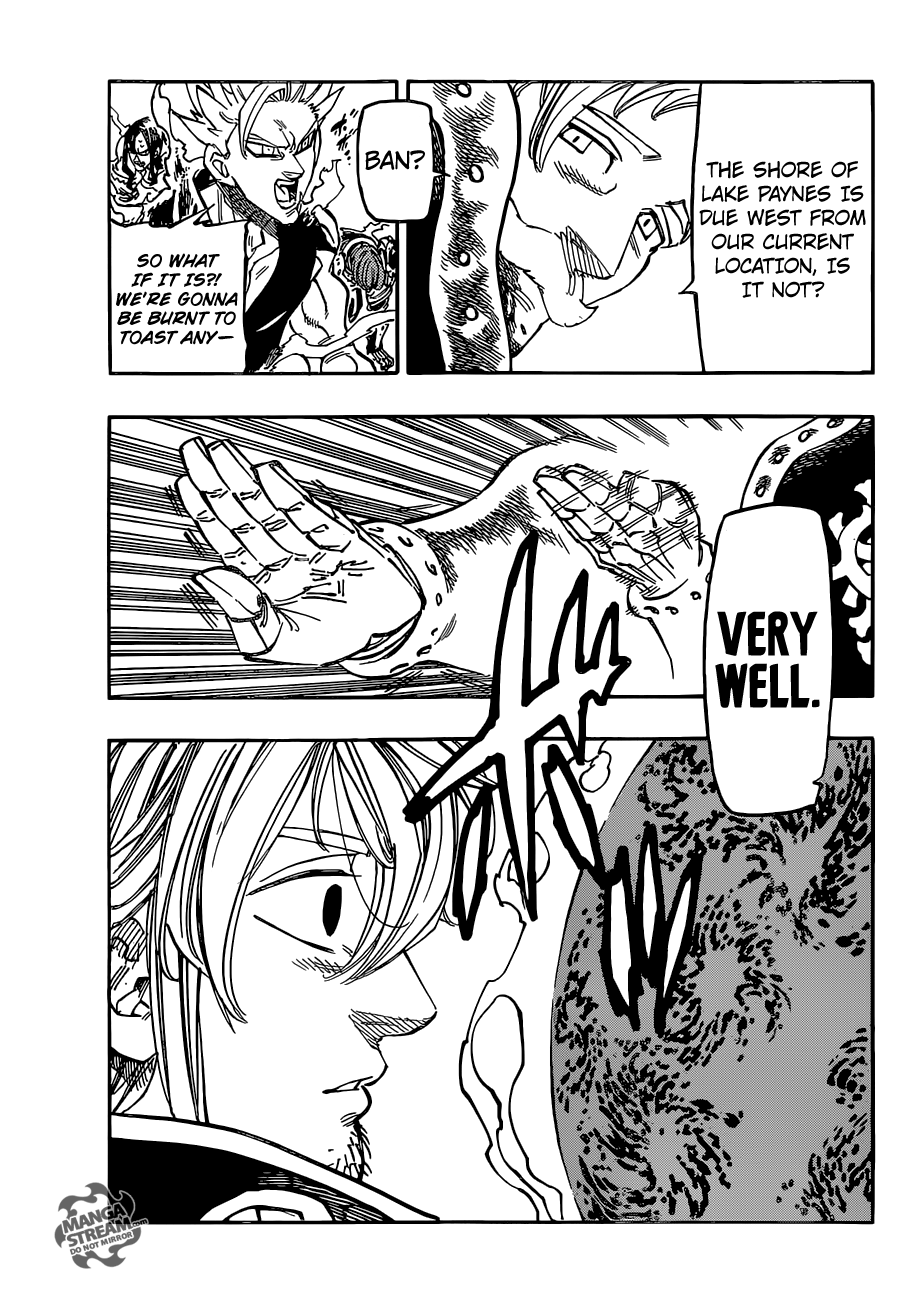 THE SHORE OF
LAKE PAYNES IS
DUE WEST FROM
OUR CURRENT
LOCATION, IS
IT NOT?
BAN?
SO WHAT
IF IT IS?!
WE'RE GONNA
BE BURNT TO
TOAST ANY—
VERY
WELL.
MANGA
STREAM.com
DO NOT MIRROR